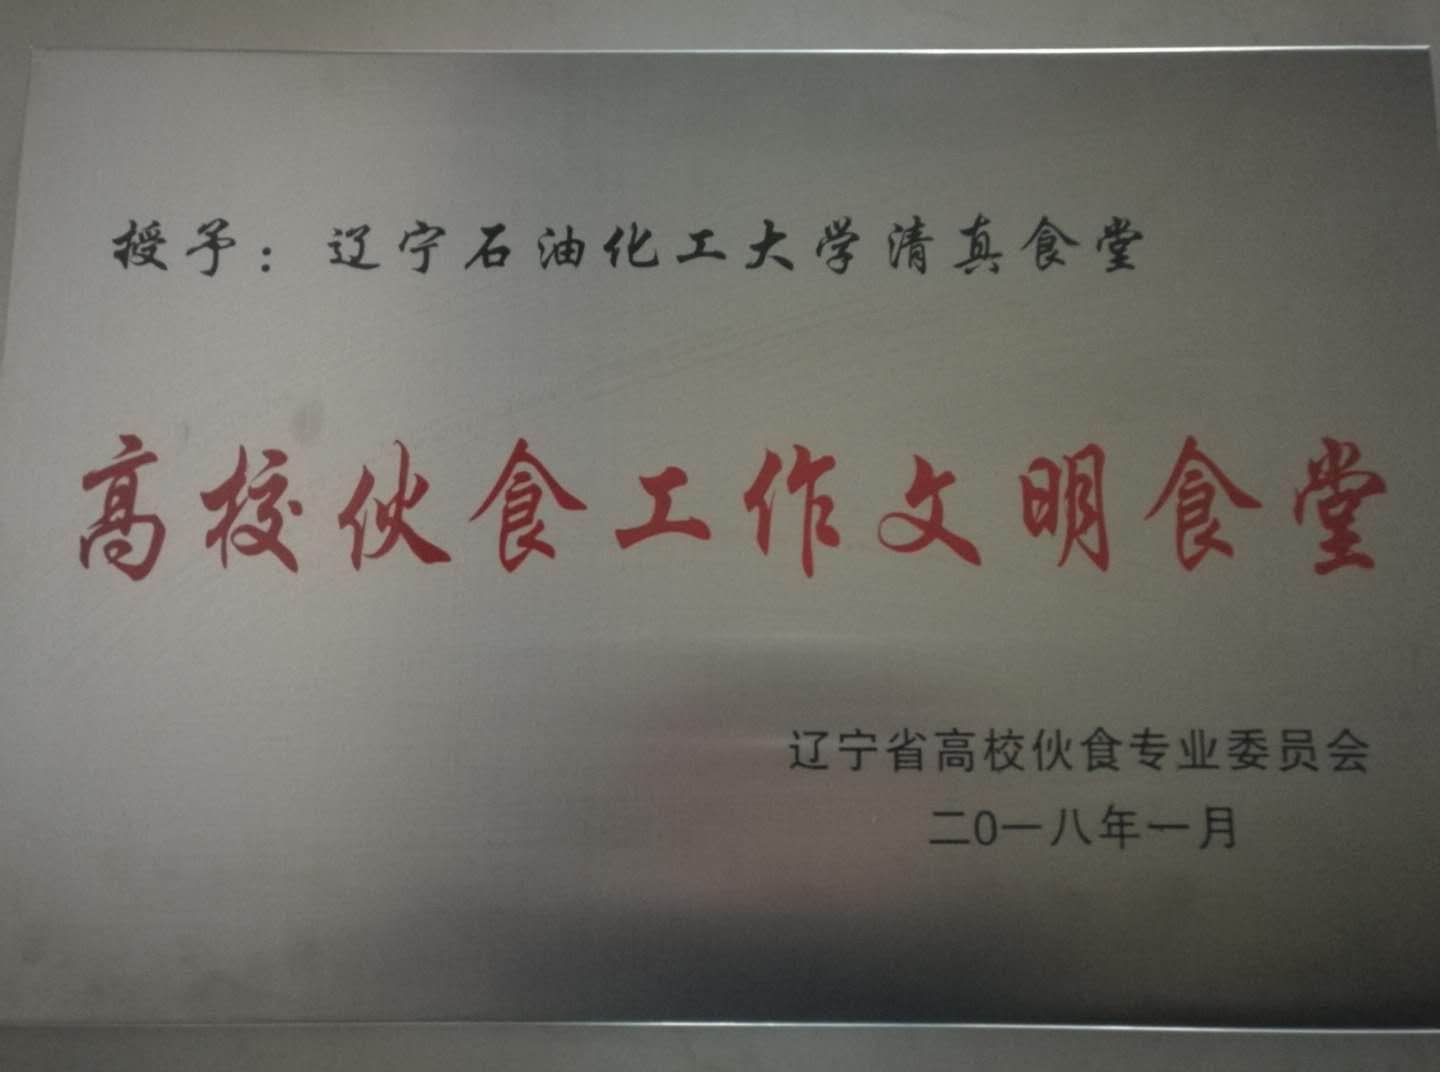 授予：辽宁石油化工大学清真食堂
高校伙食工作文明食堂
辽宁省高校伙食专业委员会
二0一八年一月